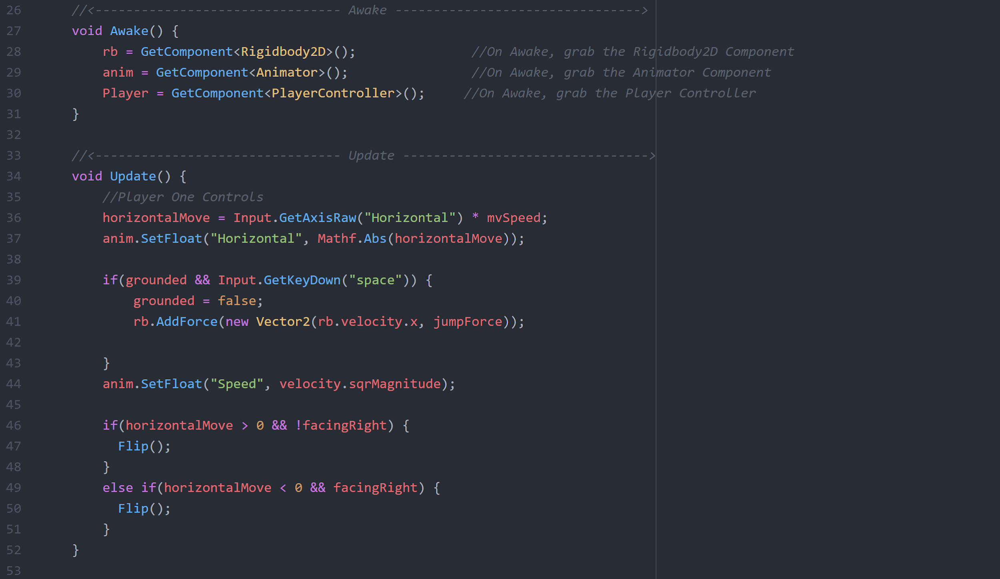 26 //<-------------------------------- Awake -------------------------------->
27 void Awake() {
28 rb = GetComponent<Rigidbody2D>(); //On Awake, grab the Rigidbody2D Component
29 anim = GetComponent<Animator>(); //On Awake, grab the Animator Component
30 Player = GetComponent<PlayerController>(); //On Awake, grab the Player Controller
31 }
32
33 //<-------------------------------- Update -------------------------------->
34 void Update() {
35 //Player One Controls
36 horizontalMove = Input.GetAxisRaw("Horizontal") * mvSpeed;
37 anim.SetFloat("Horizontal", Mathf.Abs(horizontalMove));
38
39 if(grounded && Input.GetKeyDown("space")) {
40 grounded = false;
41 rb.AddForce(new Vector2(rb.velocity.x, jumpForce));
42
43 }
44 anim.SetFloat("Speed", velocity.sqrMagnitude);
45
46 if(horizontalMove > 0 && !facingRight) {
47 Flip();
48 }
49 else if(horizontalMove < 0 && facingRight) {
50 Flip();
51 }
52 }
53